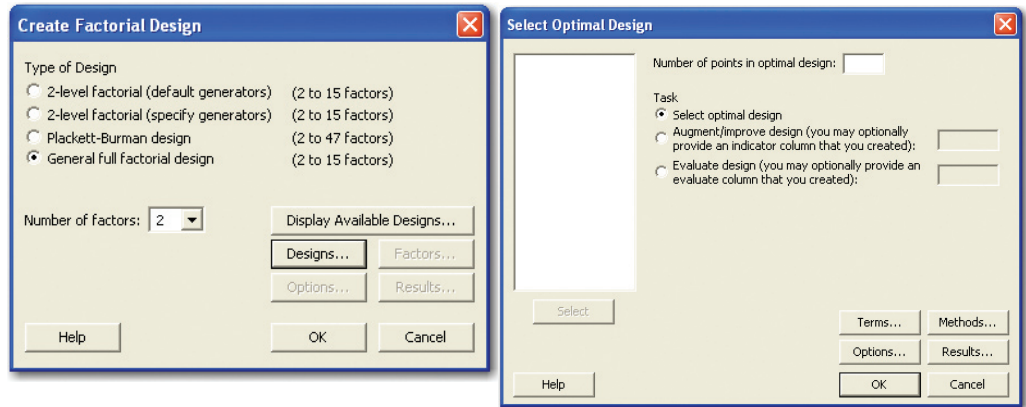 Create Factorial Design
Type of Design
2-level factorial (default generators) (2 to 15 factors)
2-level factorial (specify generators) (2 to 15 factors)
Plackett-Burman design (2 to 47 factors)
General full factorial design (2 to 15 factors)
Number of factors: 2
Display Available Designs...
Designs... Factors...
Options... Results...
Help OK Cancel
Select Optimal Design
Number of points in optimal design:
Task
Select optimal design
Augment/improve design (you may optionally
provide an indicator column that you created):
Evaluate design (you may optionally provide an
evaluate column that you created):
Select
Terms... Methods...
Options... Results...
Help OK Cancel